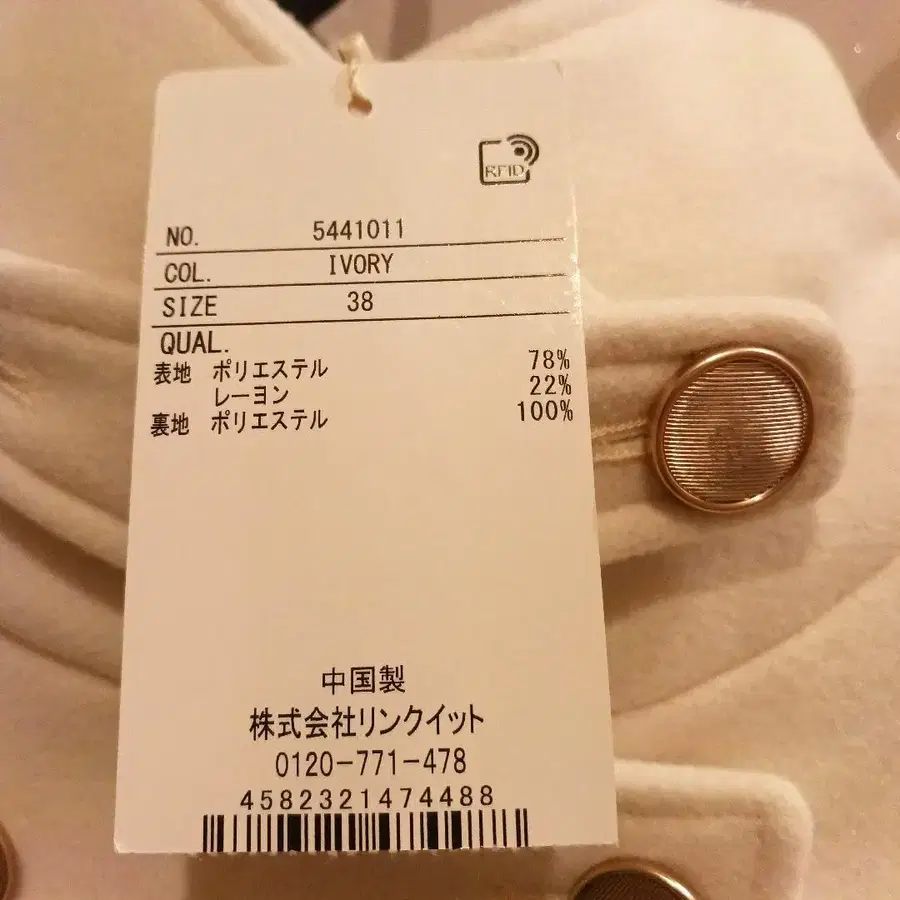 RFID
NO. 5441011
COL. IVORY
SIZE 38
QUAL.
表地 ポリエステル 78%
レーヨン 22%
裏地 ポリエステル 100%
中国製
株式会社リンクイット
0120-771-478
4582321474488